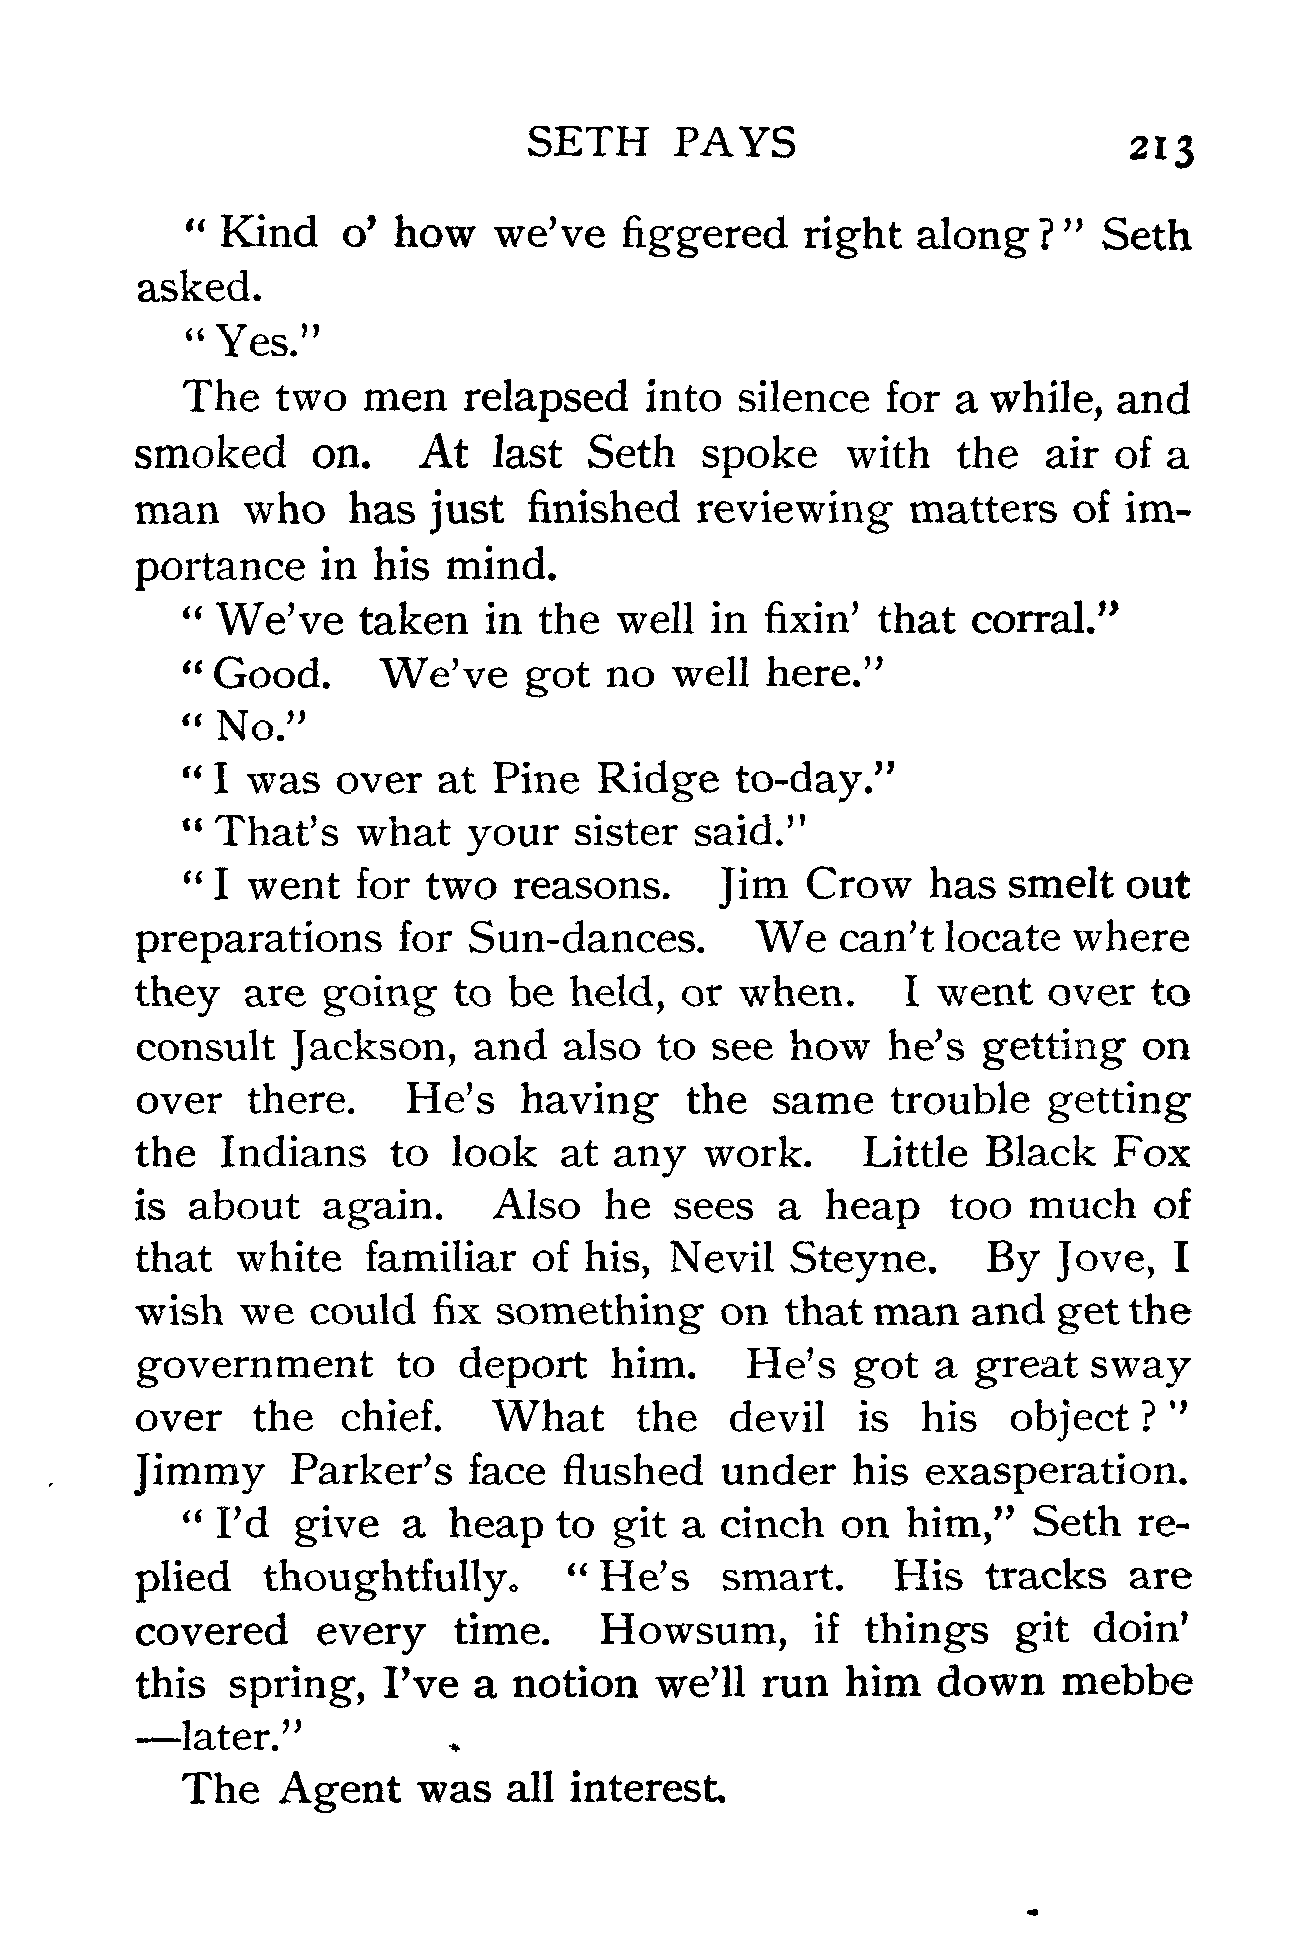 SETH PAYS 213
" Kind o' how we've figgered right along ? " Seth
asked.
" Yes."
The two men relapsed into silence for a while, and
smoked on. At last Seth spoke with the air of a
man who has just finished reviewing matters of im-
portance in his mind.
" We've taken in the well in fixin' that corral."
" Good. We've got no well here."
" No."
" I was over at Pine Ridge to-day."
" That's what your sister said."
" I went for two reasons. Jim Crow has smelt out
preparations for Sun-dances. We can't locate where
they are going to be held, or when. I went over to
consult Jackson, and also to see how he's getting on
over there. He's having the same trouble getting
the Indians to look at any work. Little Black Fox
is about again. Also he sees a heap too much of
that white familiar of his, Nevil Steyne. By Jove, I
wish we could fix something on that man and get the
government to deport him. He's got a great sway
over the chief. What the devil is his object ? "
Jimmy Parker's face flushed under his exasperation.
" I'd give a heap to git a cinch on him," Seth re-
plied thoughtfully. " He's smart. His tracks are
covered every time. Howsum, if things git doin'
this spring, I've a notion we'll run him down mebbe
—later."
The Agent was all interest.